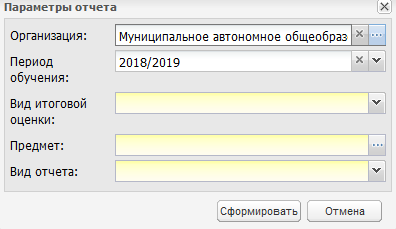 Параметры отчета
Организация: Муниципальное автономное общеобраз
Период обучения: 2018/2019
Вид итоговой оценки:
Предмет:
Вид отчета:
Сформировать Отмена